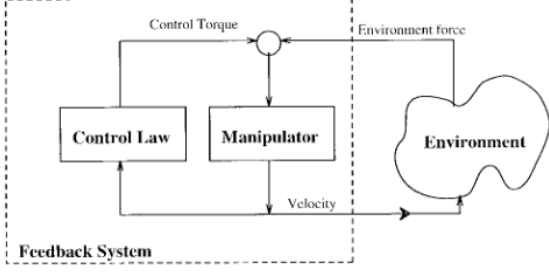 Control Torque
Environment force
Control Law
Manipulator
Environment
Velocity
Feedback System